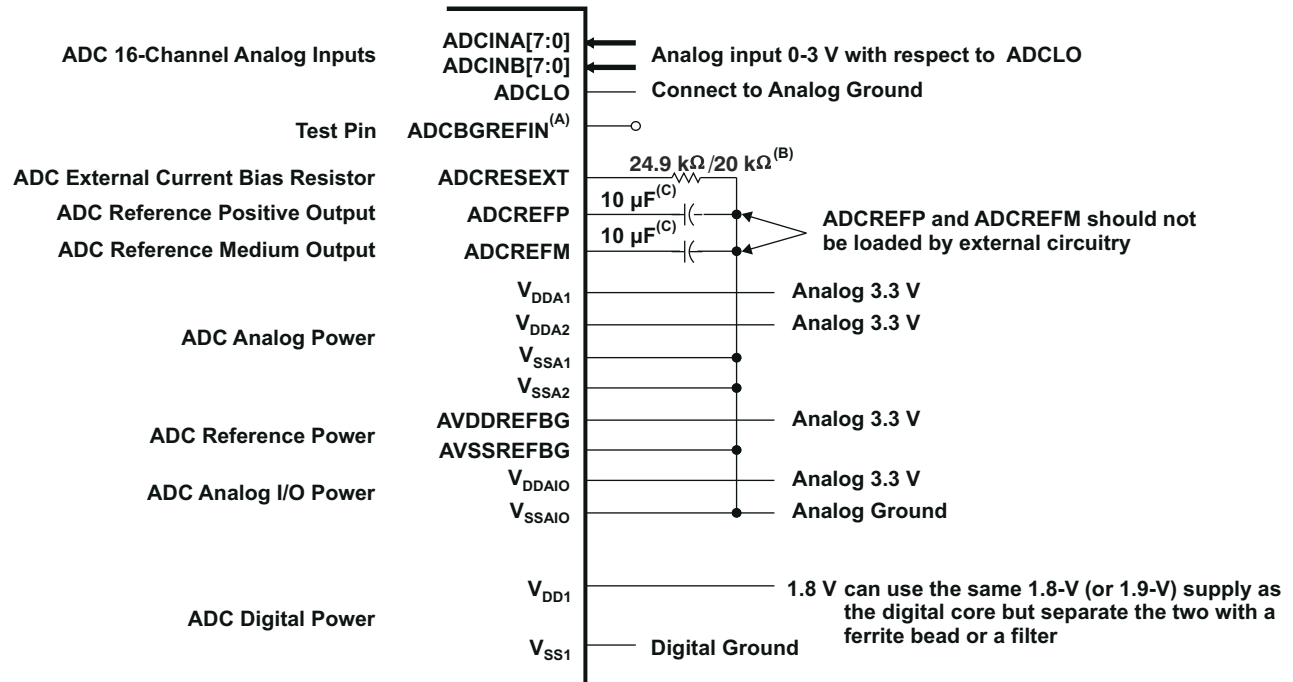 ADC 16-Channel Analog Inputs
ADCINA[7:0]
ADCINB[7:0]
Analog input 0-3 V with respect to ADCLO
ADCLO
Connect to Analog Ground
Test Pin
ADCBGREFIN(A)
ADC External Current Bias Resistor
ADCRESEXT
24.9 kΩ/20 kΩ(B)
ADC Reference Positive Output
ADCREFP
10 µF(C)
ADC Reference Medium Output
ADCREFM
10 µF(C)
ADCREFP and ADCREFM should not
be loaded by external circuitry
ADC Analog Power
VDDA1
Analog 3.3 V
VDDA2
Analog 3.3 V
VSSA1
VSSA2
ADC Reference Power
AVDDREFBG
Analog 3.3 V
AVSSREFBG
ADC Analog I/O Power
VDDAIO
Analog 3.3 V
VSSAIO
Analog Ground
ADC Digital Power
VDD1
1.8 V can use the same 1.8-V (or 1.9-V) supply as
the digital core but separate the two with a
ferrite bead or a filter
VSS1
Digital Ground